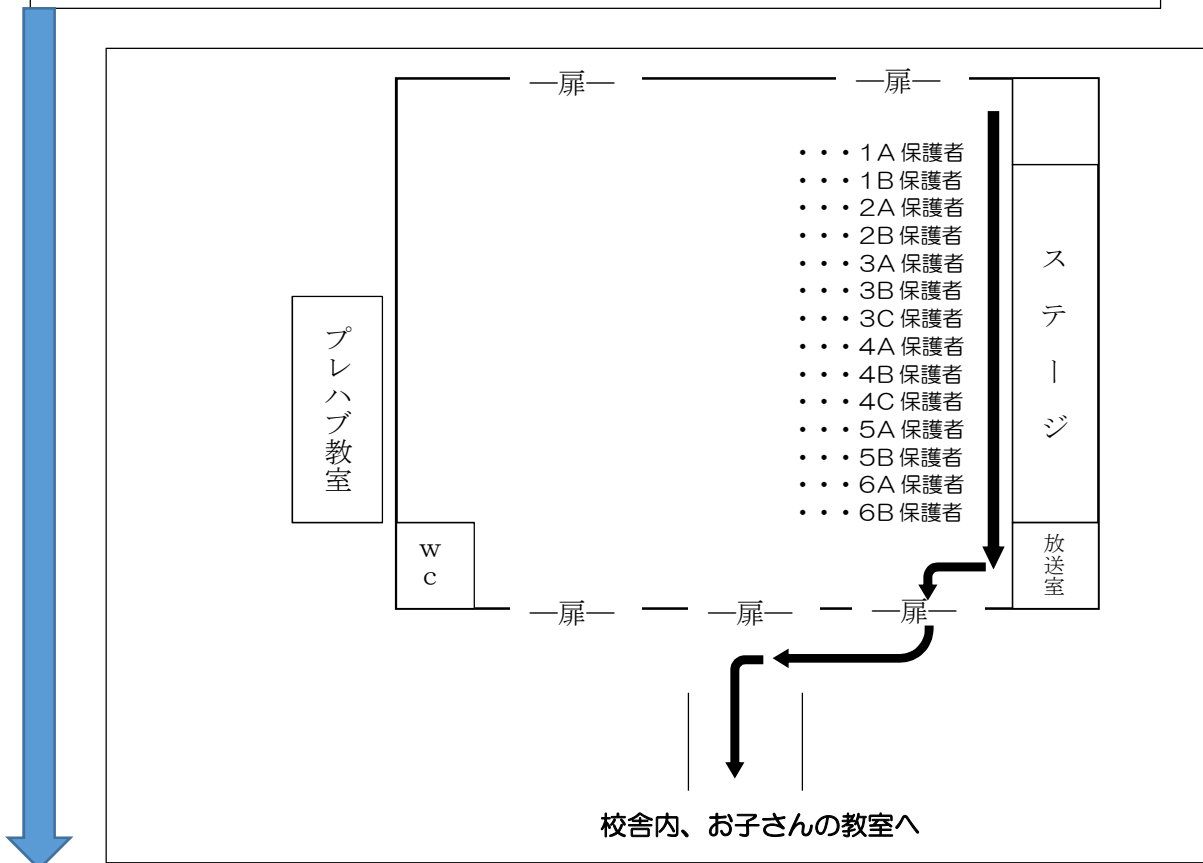 ―扉―
―扉―
・・・1A 保護者
・・・1B 保護者
・・・2A 保護者
・・・2B 保護者
・・・3A 保護者
・・・3B 保護者
・・・3C 保護者
・・・4A 保護者
・・・4B 保護者
・・・4C 保護者
・・・5A 保護者
・・・5B 保護者
・・・6A 保護者
・・・6B 保護者
ステージ
プレハブ教室
wc
放送室
―扉―
―扉―
―扉―
校舎内、お子さんの教室へ